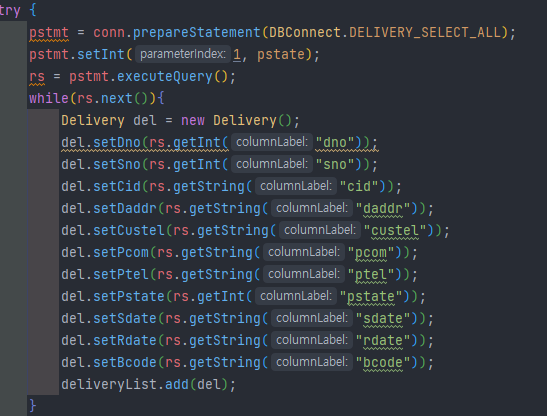 try {
pstmt = conn.prepareStatement(DBConnect.DELIVERY_SELECT_ALL);
pstmt.setInt( parameterIndex: 1, pstate);
rs = pstmt.executeQuery();
while(rs.next()){
Delivery del = new Delivery();
del.setDno(rs.getInt( columnLabel: "dno"));
del.setSno(rs.getInt( columnLabel: "sno"));
del.setCid(rs.getString( columnLabel: "cid"));
del.setDaddr(rs.getString( columnLabel: "daddr"));
del.setCustel(rs.getString( columnLabel: "custel"));
del.setPcom(rs.getString( columnLabel: "pcom"));
del.setPtel(rs.getString( columnLabel: "ptel"));
del.setPstate(rs.getInt( columnLabel: "pstate"));
del.setSdate(rs.getString( columnLabel: "sdate"));
del.setRdate(rs.getString( columnLabel: "rdate"));
del.setBcode(rs.getString( columnLabel: "bcode"));
deliveryList.add(del);
}